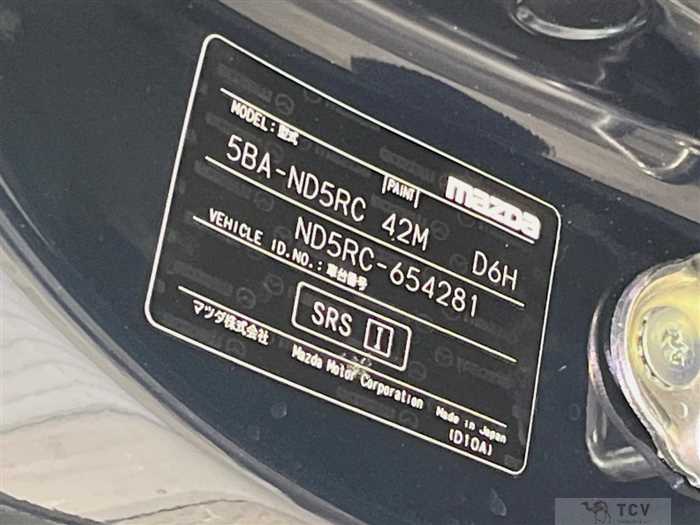 MODEL:型式
mazda
PAINT
5BA-ND5RC 42M D6H
ND5RC-654281
VEHICLE ID.NO.:車台番号
SRS I
マツダ株式会社 Mazda Motor Corporation Made in Japan
(D10A)
TCV